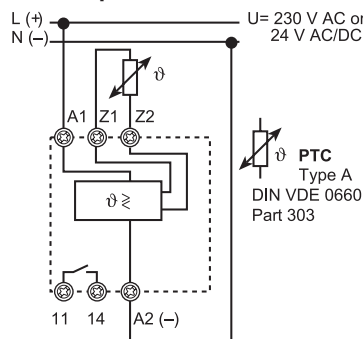 L (+)
U= 230 V AC or
N (–)
24 V AC/DC
ϑ
A1 Z1 Z2
ϑ PTC
Type A
DIN VDE 0660
Part 303
ϑ ≷
11 14 A2 (–)